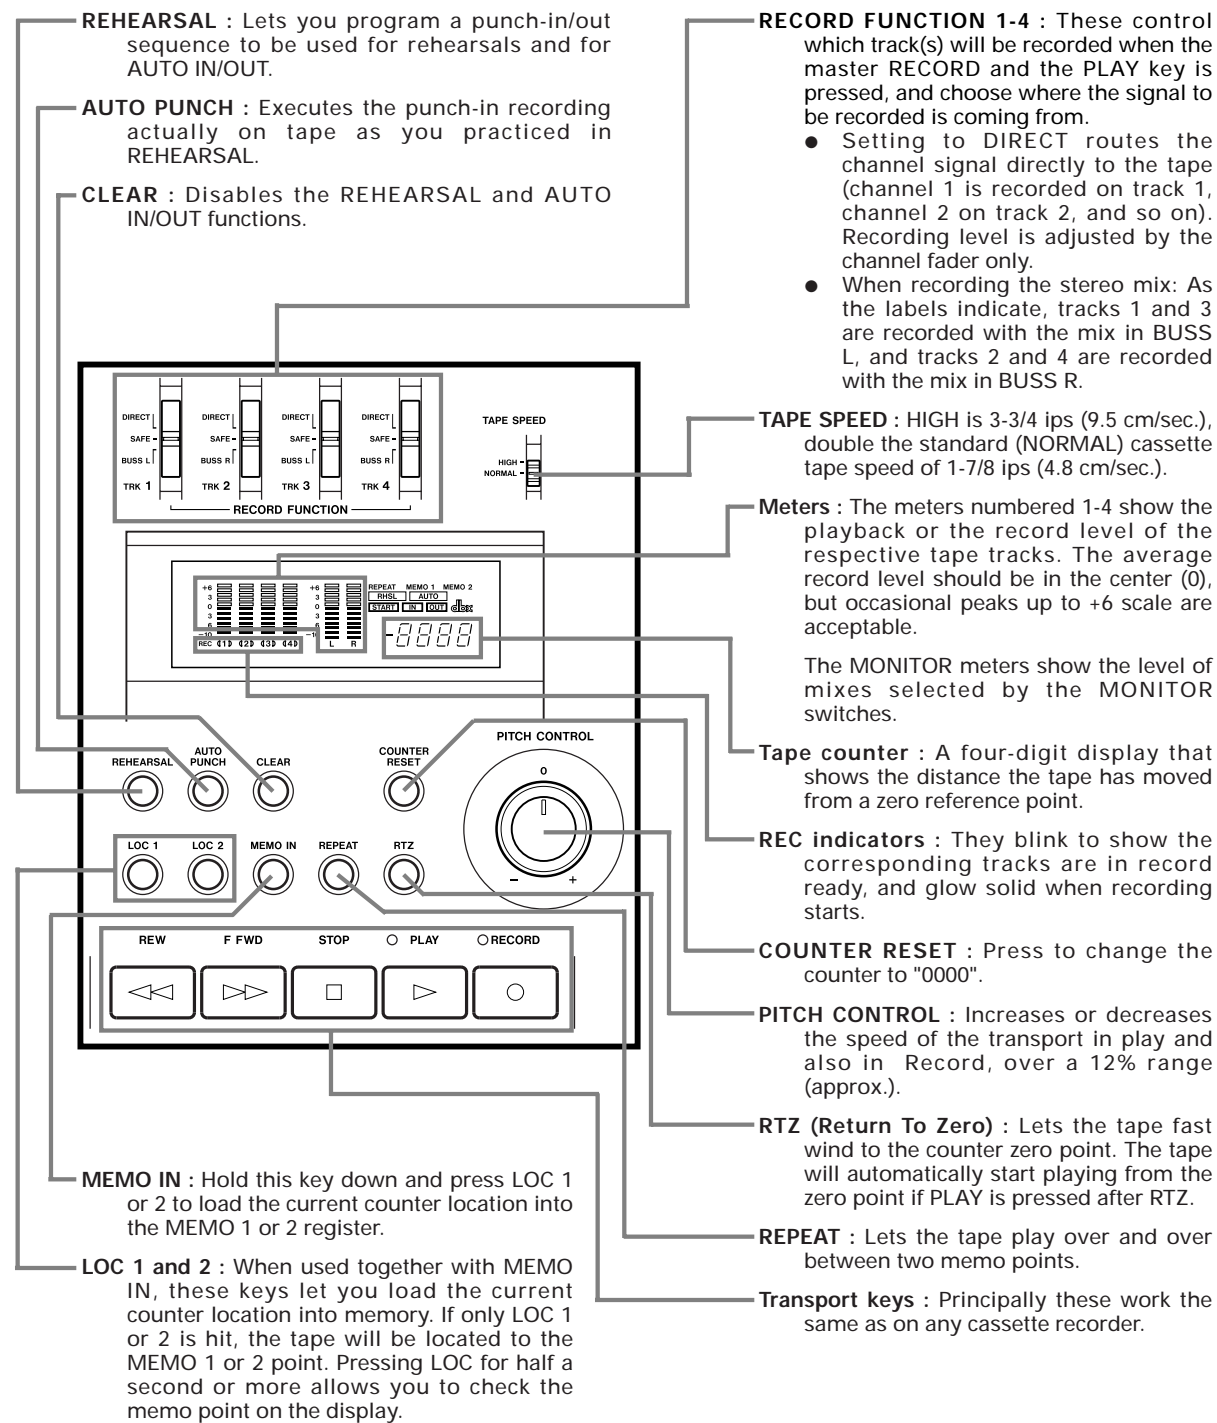 REHEARSAL : Lets you program a punch-in/out
sequence to be used for rehearsals and for
AUTO IN/OUT.
AUTO PUNCH : Executes the punch-in recording
actually on tape as you practiced in
REHEARSAL.
CLEAR : Disables the REHEARSAL and AUTO
IN/OUT functions.
RECORD FUNCTION 1-4 : These control
which track(s) will be recorded when the
master RECORD and the PLAY key is
pressed, and choose where the signal to
be recorded is coming from.
● Setting to DIRECT routes the
channel signal directly to the tape
(channel 1 is recorded on track 1,
channel 2 on track 2, and so on).
Recording level is adjusted by the
channel fader only.
● When recording the stereo mix: As
the labels indicate, tracks 1 and 3
are recorded with the mix in BUSS
L, and tracks 2 and 4 are recorded
with the mix in BUSS R.
TAPE SPEED : HIGH is 3-3/4 ips (9.5 cm/sec.),
double the standard (NORMAL) cassette
tape speed of 1-7/8 ips (4.8 cm/sec.).
Meters : The meters numbered 1-4 show the
playback or the record level of the
respective tape tracks. The average
record level should be in the center (0),
but occasional peaks up to +6 scale are
acceptable.
The MONITOR meters show the level of
mixes selected by the MONITOR
switches.
Tape counter : A four-digit display that
shows the distance the tape has moved
from a zero reference point.
REC indicators : They blink to show the
corresponding tracks are in record
ready, and glow solid when recording
starts.
COUNTER RESET : Press to change the
counter to "0000".
PITCH CONTROL : Increases or decreases
the speed of the transport in play and
also in Record, over a 12% range
(approx.).
RTZ (Return To Zero) : Lets the tape fast
wind to the counter zero point. The tape
will automatically start playing from the
zero point if PLAY is pressed after RTZ.
REPEAT : Lets the tape play over and over
between two memo points.
Transport keys : Principally these work the
same as on any cassette recorder.
DIRECT DIRECT DIRECT DIRECT
SAFE SAFE SAFE SAFE
BUSS L BUSS R BUSS L BUSS R
TRK 1 TRK 2 TRK 3 TRK 4
RECORD FUNCTION
TAPE SPEED
HIGH
NORMAL
+6 +6 REPEAT MEMO 1 MEMO 2
3 3 RHSL AUTO
0 0 START IN OUT dbx
3 3
6 6
-10 -10 -8888
REC 1 2 3 4 L R
REHEARSAL AUTO PUNCH CLEAR COUNTER RESET
PITCH CONTROL
0
- +
LOC 1 LOC 2 MEMO IN REPEAT RTZ
REW F FWD STOP PLAY RECORD
MEMO IN : Hold this key down and press LOC 1
or 2 to load the current counter location into
the MEMO 1 or 2 register.
LOC 1 and 2 : When used together with MEMO
IN, these keys let you load the current
counter location into memory. If only LOC 1
or 2 is hit, the tape will be located to the
MEMO 1 or 2 point. Pressing LOC for half a
second or more allows you to check the
memo point on the display.